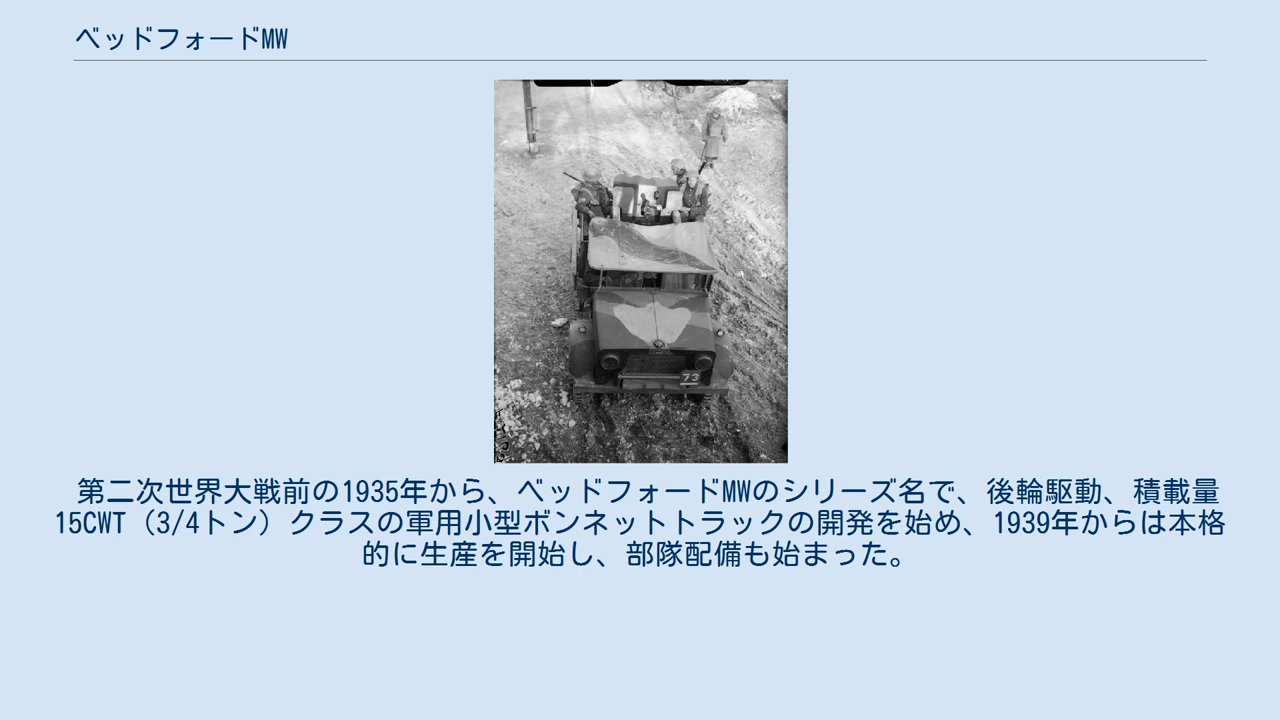 ベッドフォードMW
73
第二次世界大戦前の1935年から、ベッドフォードMWのシリーズ名で、後輪駆動、積載量
15CWT（3/4トン）クラスの軍用小型ボンネットトラックの開発を始め、1939年からは本格
的に生産を開始し、部隊配備も始まった。